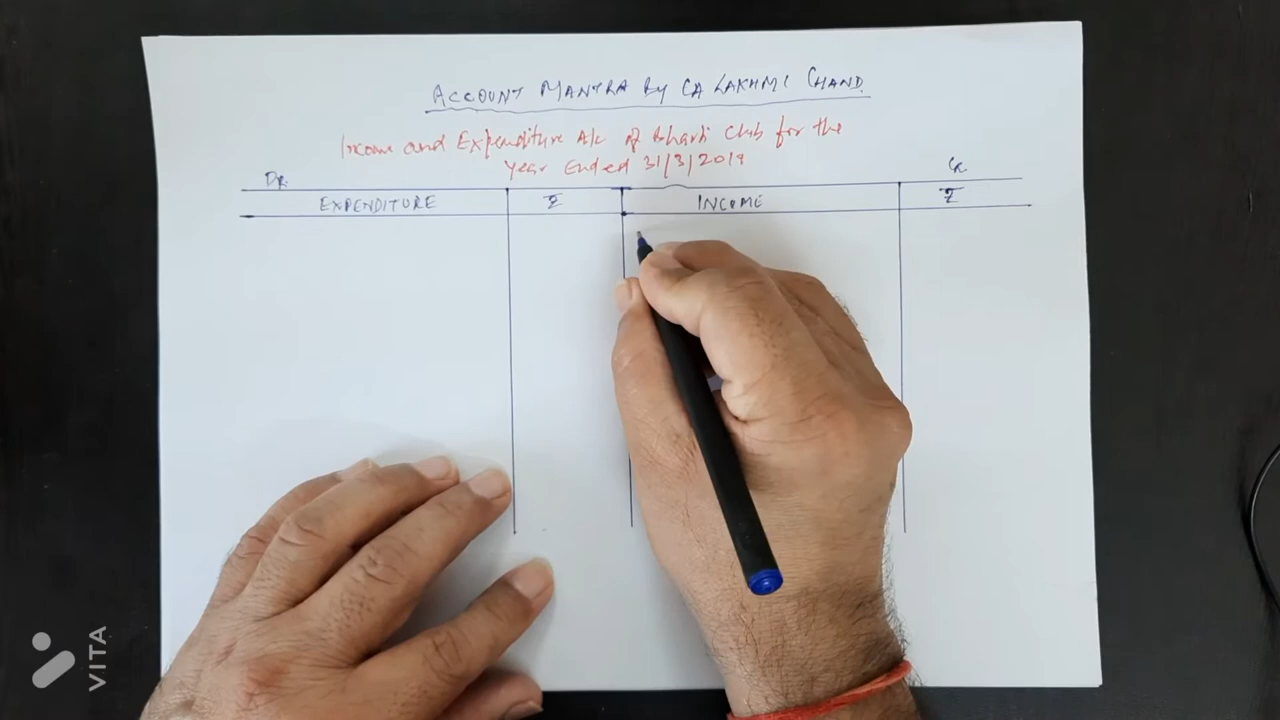 ACCOUNT MANTRA By CA LAKHMI CHAND
Income and Expenditure A/c of Bharti Club for the
Year Ended 31/3/2019
Dr. Cr
EXPENDITURE ₹ INCOME ₹
VITA